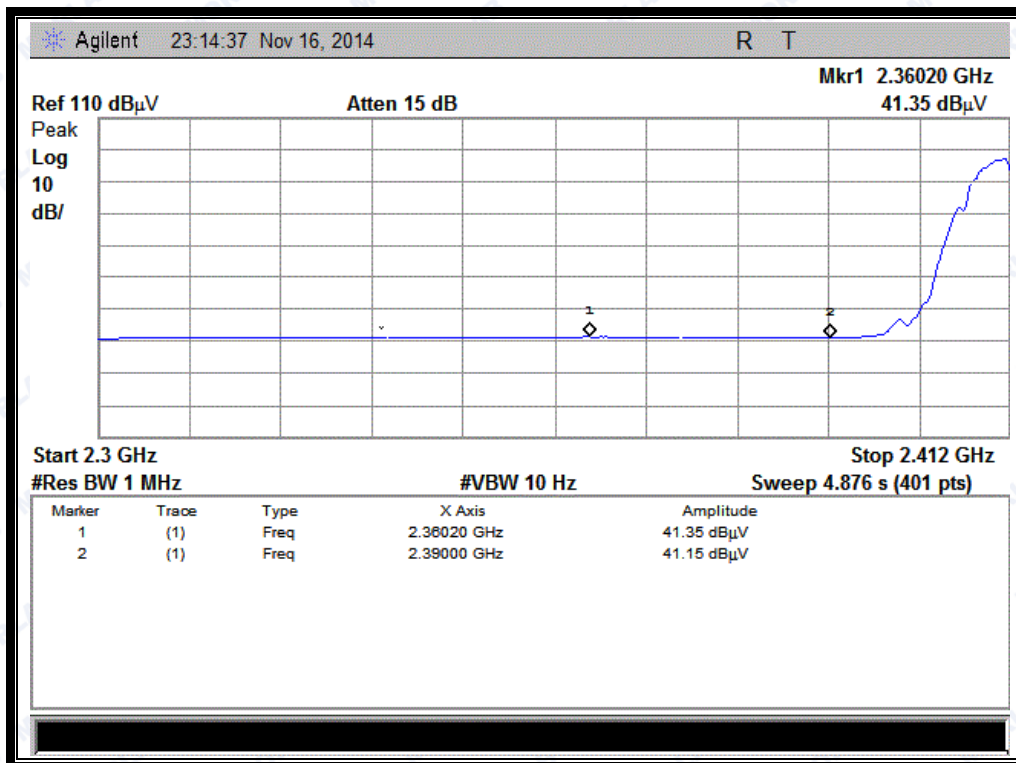 Agilent 23:14:37 Nov 16, 2014 R T
Mkr1 2.36020 GHz
Ref 110 dBµV Atten 15 dB 41.35 dBµV
Peak
Log
10
dB/
1
2
Start 2.3 GHz Stop 2.412 GHz
#Res BW 1 MHz #VBW 10 Hz Sweep 4.876 s (401 pts)
Marker Trace Type X Axis Amplitude
1 (1) Freq 2.36020 GHz 41.35 dBµV
2 (1) Freq 2.39000 GHz 41.15 dBµV